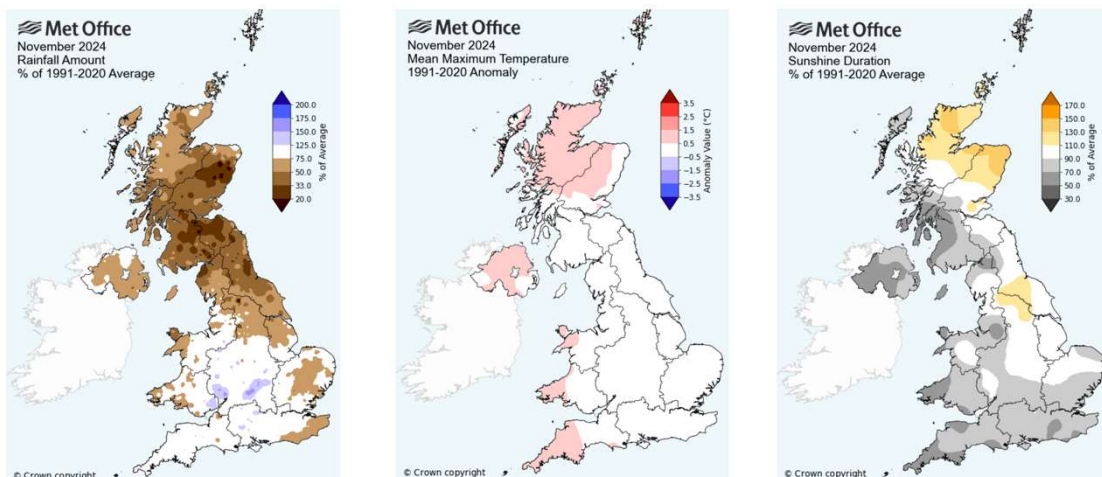 Met Office
November 2024
Rainfall Amount
% of 1991-2020 Average
200.0
175.0
150.0
125.0
110.0
75.0
50.0
33.0
20.0
% of Average
© Crown copyright
Met Office
November 2024
Mean Maximum Temperature
1991-2020 Anomaly
3.5
2.5
1.5
0.5
−0.5
−1.5
−2.5
−3.5
Anomaly Value (°C)
© Crown copyright
Met Office
November 2024
Sunshine Duration
% of 1991-2020 Average
170.0
150.0
130.0
110.0
90.0
70.0
50.0
30.0
% of Average
© Crown copyright